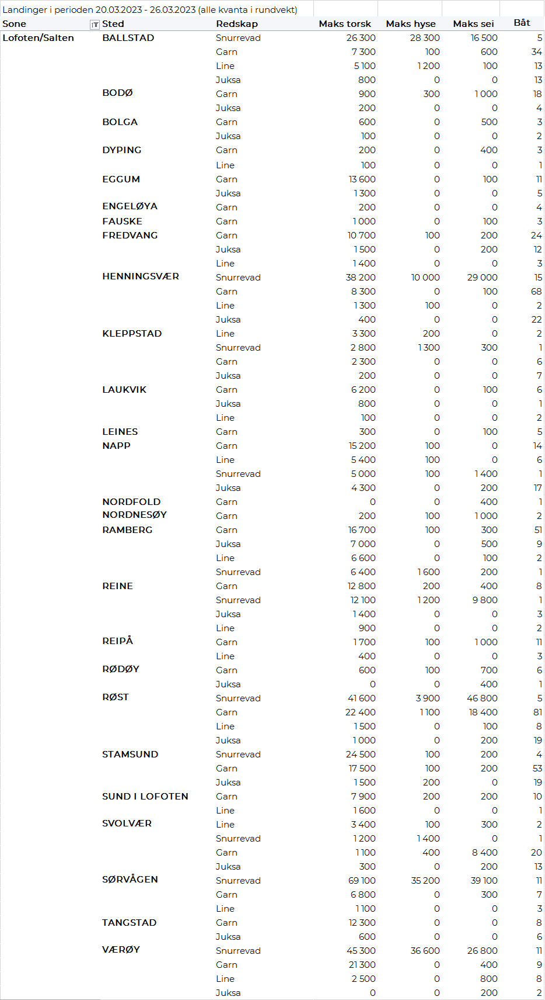 Landinger i perioden 20.03.2023 - 26.03.2023 (alle kvanta i rundvekt)
Sone Sted Redskap Maks torsk Maks hyse Maks sei Båt
Lofoten/Salten BALLSTAD Snurrevad 26 300 28 300 16 500 5
Garn 7 300 100 600 34
Line 5 100 1 200 100 13
Juksa 800 0 0 13
BODØ Garn 900 300 1 000 18
Juksa 200 0 0 4
BOLGA Garn 600 0 500 3
Juksa 100 0 0 2
DYPING Garn 200 0 400 3
Line 100 0 0 1
EGGUM Garn 13 600 0 100 11
Juksa 1 300 0 0 5
ENGELØYA Garn 200 0 0 4
FAUSKE Garn 1 000 0 100 3
FREDVANG Garn 10 700 100 200 24
Juksa 1 500 0 200 12
Line 1 400 0 0 3
HENNINGSVÆR Snurrevad 38 200 10 000 29 000 15
Garn 8 300 0 100 68
Line 1 300 100 0 2
Juksa 400 0 0 22
KLEPPSTAD Line 3 300 200 0 2
Snurrevad 2 800 1 300 300 1
Garn 2 300 0 0 6
Juksa 200 0 0 7
LAUKVIK Garn 6 200 0 100 6
Juksa 800 0 0 1
Line 100 0 0 2
LEINES Garn 300 0 100 5
NAPP Garn 15 200 100 0 14
Line 5 400 100 0 6
Snurrevad 5 000 100 1 400 1
Juksa 4 300 0 200 17
NORDFOLD Garn 0 0 400 1
NORDNESØY Garn 200 100 1 000 2
RAMBERG Garn 16 700 100 300 51
Juksa 7 000 0 500 9
Line 6 600 0 100 2
Snurrevad 6 400 1 600 200 1
REINE Garn 12 800 200 400 8
Snurrevad 12 100 1 200 9 800 1
Juksa 1 400 0 0 3
Line 900 0 0 2
REIPÅ Garn 1 700 100 1 000 11
Line 400 0 0 3
RØDØY Garn 600 100 700 6
Juksa 0 0 400 1
RØST Snurrevad 41 600 3 900 46 800 5
Garn 22 400 1 100 18 400 81
Line 1 500 0 100 8
Juksa 1 000 0 200 19
STAMSUND Snurrevad 24 500 100 200 4
Garn 17 500 100 200 53
Juksa 1 500 200 0 19
SUND I LOFOTEN Garn 7 900 200 200 10
Line 1 600 0 0 1
SVOLVÆR Line 3 400 100 300 2
Snurrevad 1 200 1 400 0 1
Garn 1 100 400 8 400 20
Juksa 300 0 200 13
SØRVÅGEN Snurrevad 69 100 35 200 39 100 11
Garn 6 800 0 300 7
Line 1 100 0 0 3
TANGSTAD Garn 12 300 0 0 8
Juksa 600 0 0 6
VÆRØY Snurrevad 45 300 36 600 26 800 11
Garn 21 300 0 400 9
Line 2 500 0 800 8
Juksa 0 0 200 2